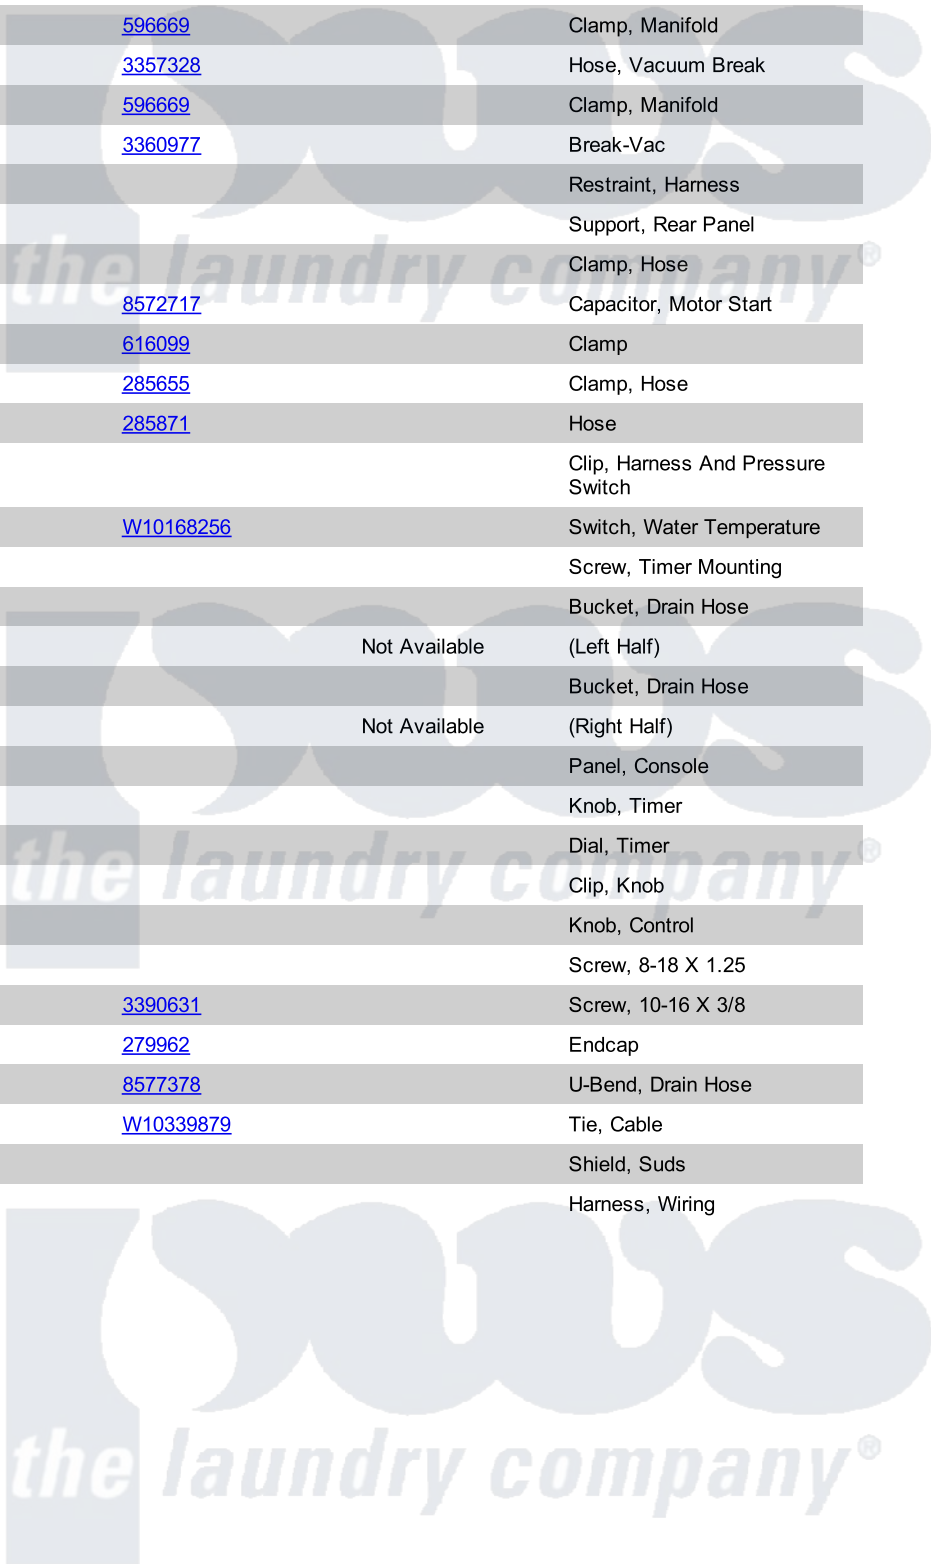 596669 Clamp, Manifold
3357328 Hose, Vacuum Break
596669 Clamp, Manifold
3360977 Break-Vac
Restraint, Harness
Support, Rear Panel
Clamp, Hose
8572717 Capacitor, Motor Start
616099 Clamp
285655 Clamp, Hose
285871 Hose
Clip, Harness And Pressure
Switch
W10168256 Switch, Water Temperature
Screw, Timer Mounting
Bucket, Drain Hose
Not Available (Left Half)
Bucket, Drain Hose
Not Available (Right Half)
Panel, Console
Knob, Timer
Dial, Timer
Clip, Knob
Knob, Control
Screw, 8-18 X 1.25
3390631 Screw, 10-16 X 3/8
279962 Endcap
8577378 U-Bend, Drain Hose
W10339879 Tie, Cable
Shield, Suds
Harness, Wiring
pws
the laundry company®
pws
the laundry company®
pws
the laundry company®